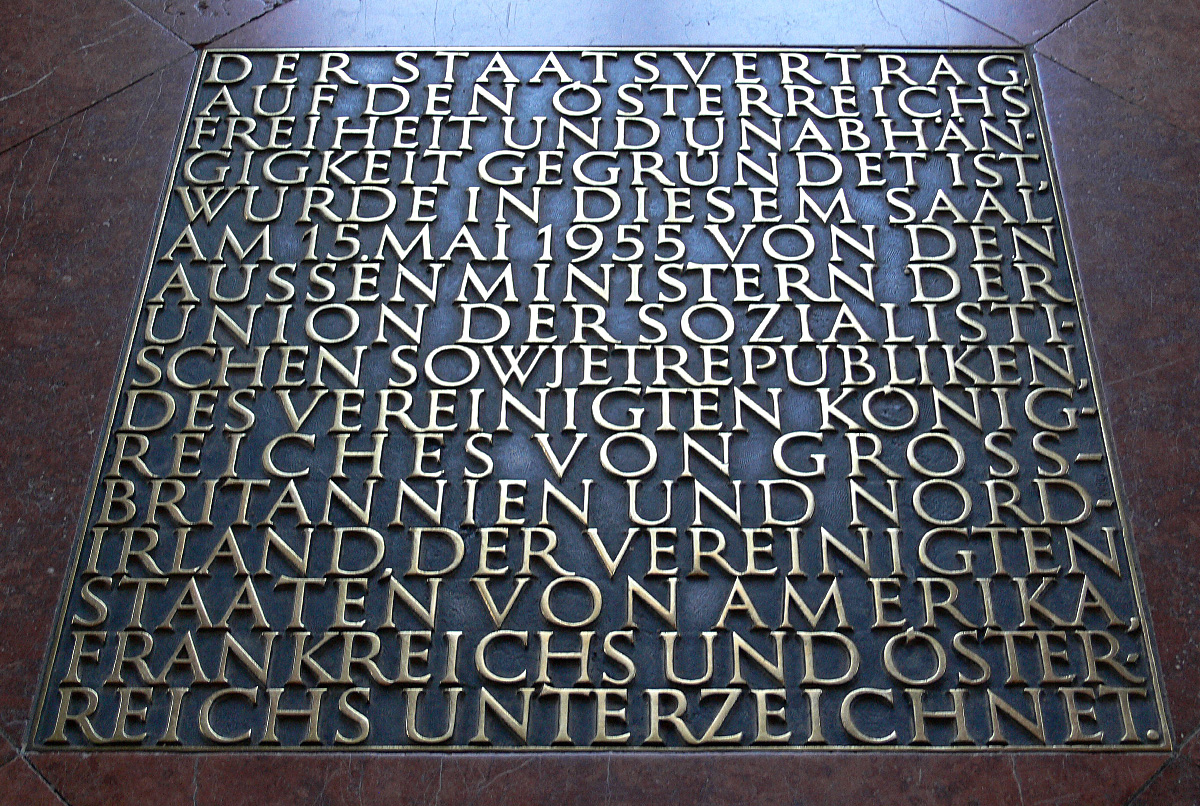 DER STAATSVERTRAG,
AUF DEN ÖSTERREICHS
FREIHEIT UND UNABHÄN-
GIGKEIT GEGRÜNDET IST,
WURDE IN DIESEM SAAL
AM 15. MAI 1955 VON DEN
AUSSENMINISTERN DER
UNION DER SOZIALISTI-
SCHEN SOWJETREPUBLIKEN,
DES VEREINIGTEN KÖNIG-
REICHES VON GROSS-
BRITANNIEN UND NORD-
IRLAND, DER VEREINIGTEN
STAATEN VON AMERIKA,
FRANKREICHS UND ÖSTER-
REICHS UNTERZEICHNET.